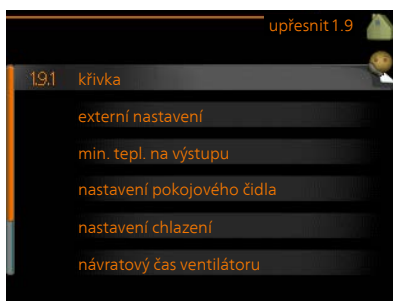 upřesnit 1.9
1.9.1 křivka
externí nastavení
min. tepl. na výstupu
nastavení pokojového čidla
nastavení chlazení
návratový čas ventilátoru